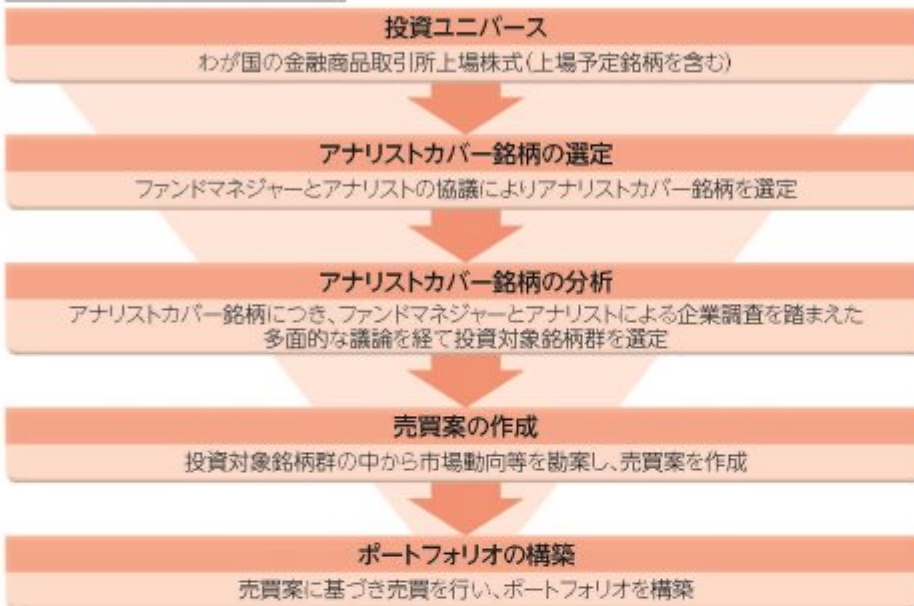 投資ユニバース
わが国の金融商品取引所上場株式(上場予定銘柄を含む)
アナリストカバー銘柄の選定
ファンドマネジャーとアナリストの協議によりアナリストカバー銘柄を選定
アナリストカバー銘柄の分析
アナリストカバー銘柄につき、ファンドマネジャーとアナリストによる企業調査を踏まえた
多面的な議論を経て投資対象銘柄群を選定
売買案の作成
投資対象銘柄群の中から市場動向等を勘案し、売買案を作成
ポートフォリオの構築
売買案に基づき売買を行い、ポートフォリオを構築